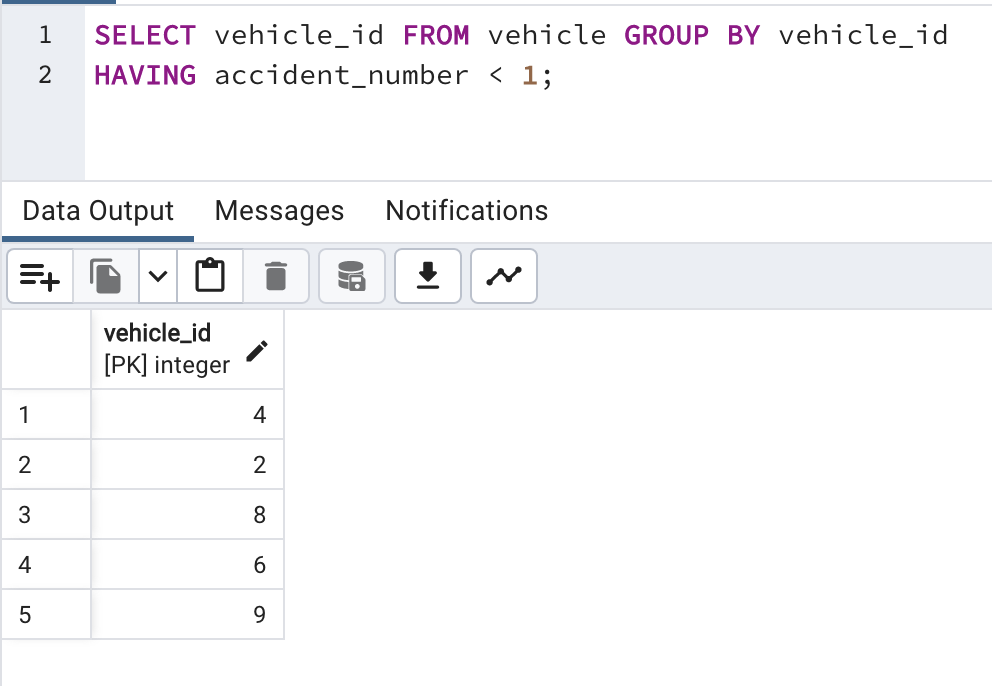 1 SELECT vehicle_id FROM vehicle GROUP BY vehicle_id
2 HAVING accident_number < 1;
Data Output Messages Notifications
vehicle_id
[PK] integer
1 4
2 2
3 8
4 6
5 9